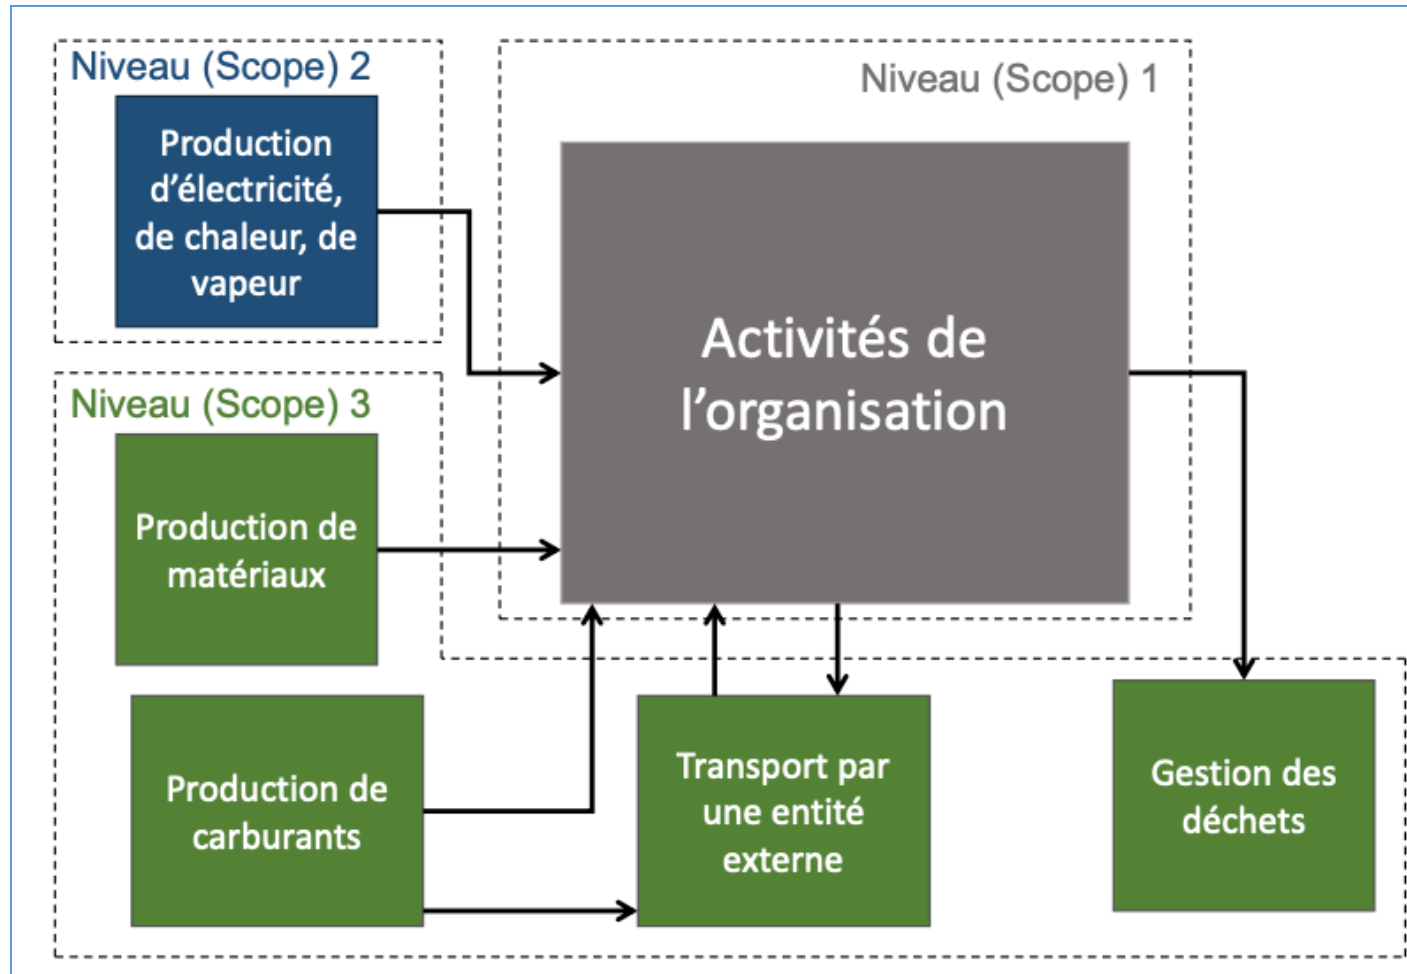 Niveau (Scope) 2
Production
d’électricité,
de chaleur, de
vapeur
Niveau (Scope) 1
Activités de
l’organisation
Niveau (Scope) 3
Production de
matériaux
Production de
carburants
Transport par
une entité
externe
Gestion des
déchets